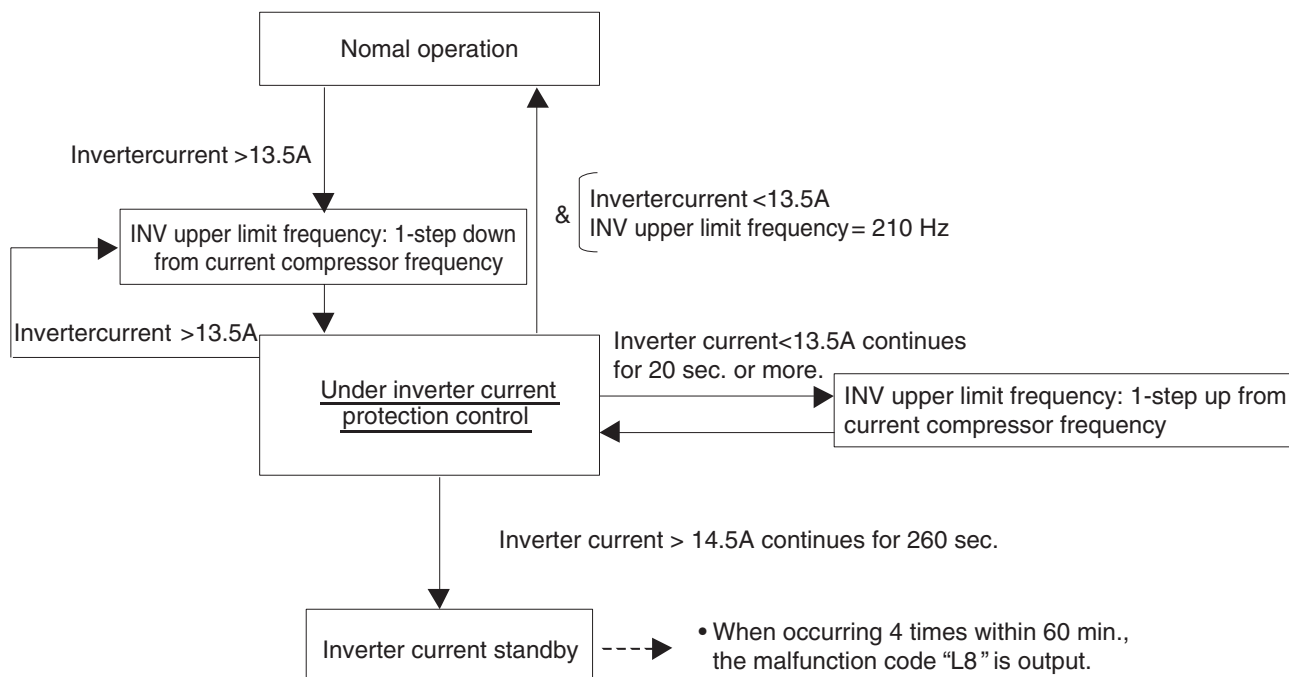 Nomal operation
Invertercurrent >13.5A
& Invertercurrent <13.5A
INV upper limit frequency = 210 Hz
INV upper limit frequency: 1-step down
from current compressor frequency
Invertercurrent >13.5A
Under inverter current
protection control
Inverter current<13.5A continues
for 20 sec. or more.
INV upper limit frequency: 1-step up from
current compressor frequency
Inverter current > 14.5A continues for 260 sec.
Inverter current standby
• When occurring 4 times within 60 min.,
the malfunction code “L8” is output.